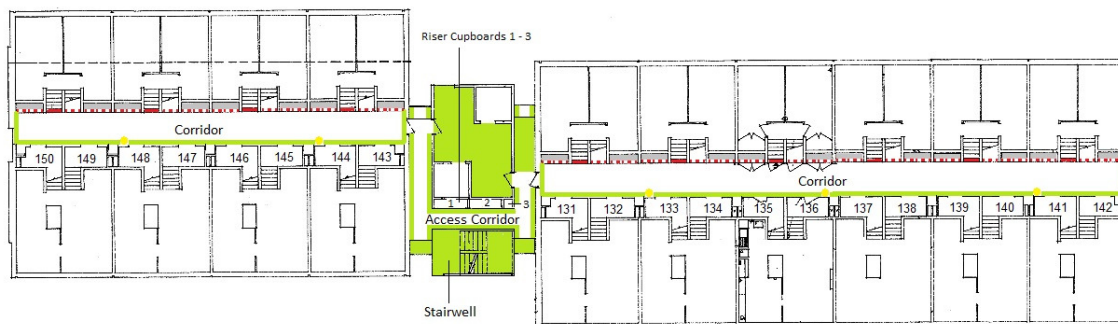 Riser Cupboards 1 - 3
Corridor
150 149 148 147 146 145 144 143
Corridor
1 2 3
131 132 133 134 135 136 137 138 139 140 141 142
Access Corridor
Stairwell